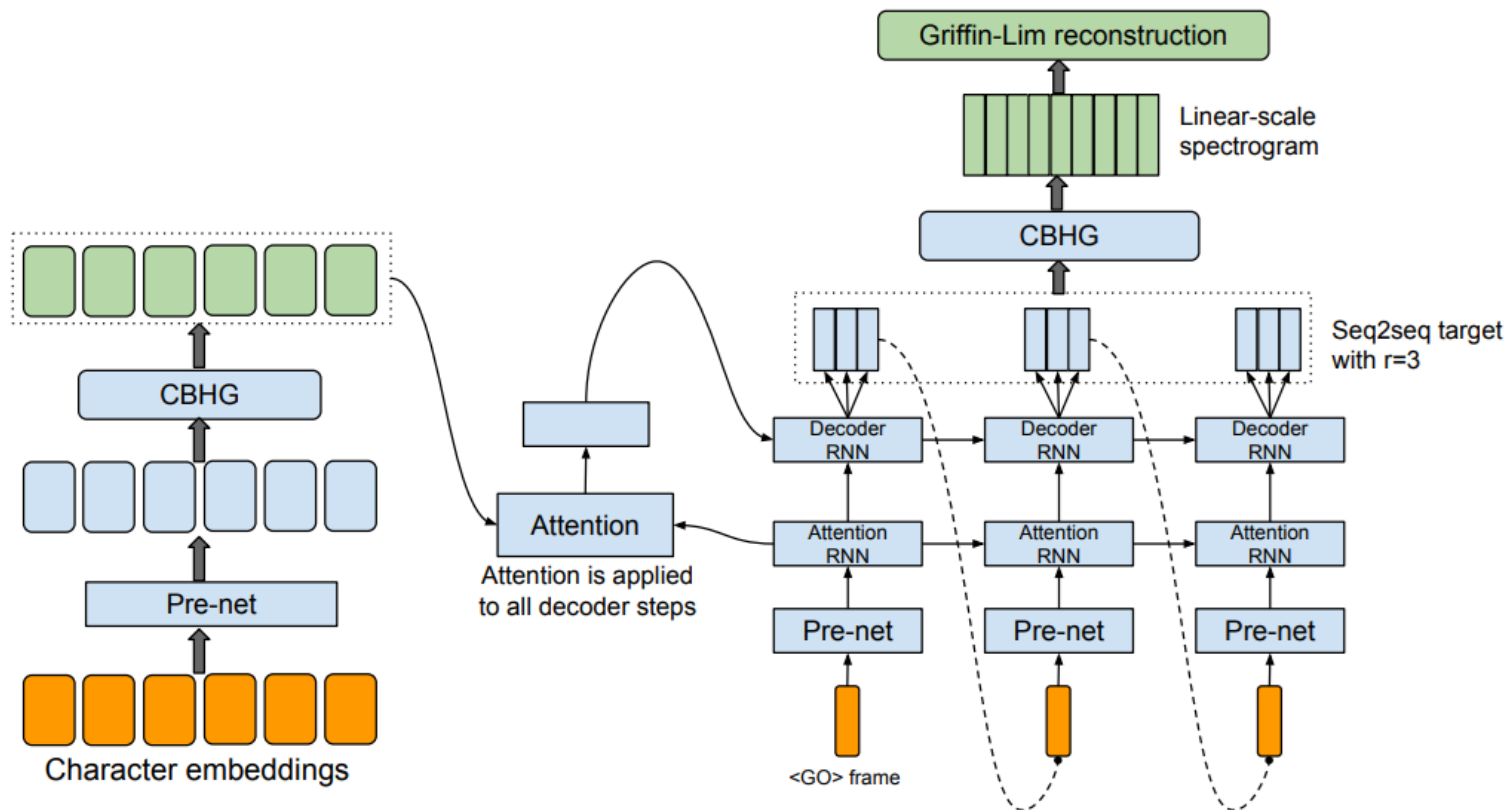 Griffin-Lim reconstruction
Linear-scale
spectrogram
CBHG
Seq2seq target
with r=3
CBHG
Pre-net
Character embeddings
Attention
Attention is applied
to all decoder steps
Decoder
RNN
Decoder
RNN
Decoder
RNN
Attention
RNN
Attention
RNN
Attention
RNN
Pre-net
Pre-net
Pre-net
<GO> frame